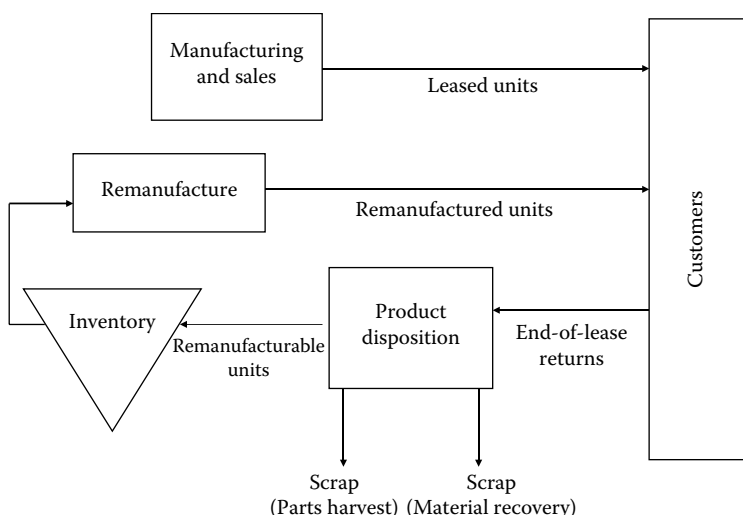 Manufacturing
and sales
Leased units
Remanufacture
Remanufactured units
Customers
Inventory
Remanufacturable
units
Product
disposition
End-of-lease
returns
Scrap
(Parts harvest)
Scrap
(Material recovery)